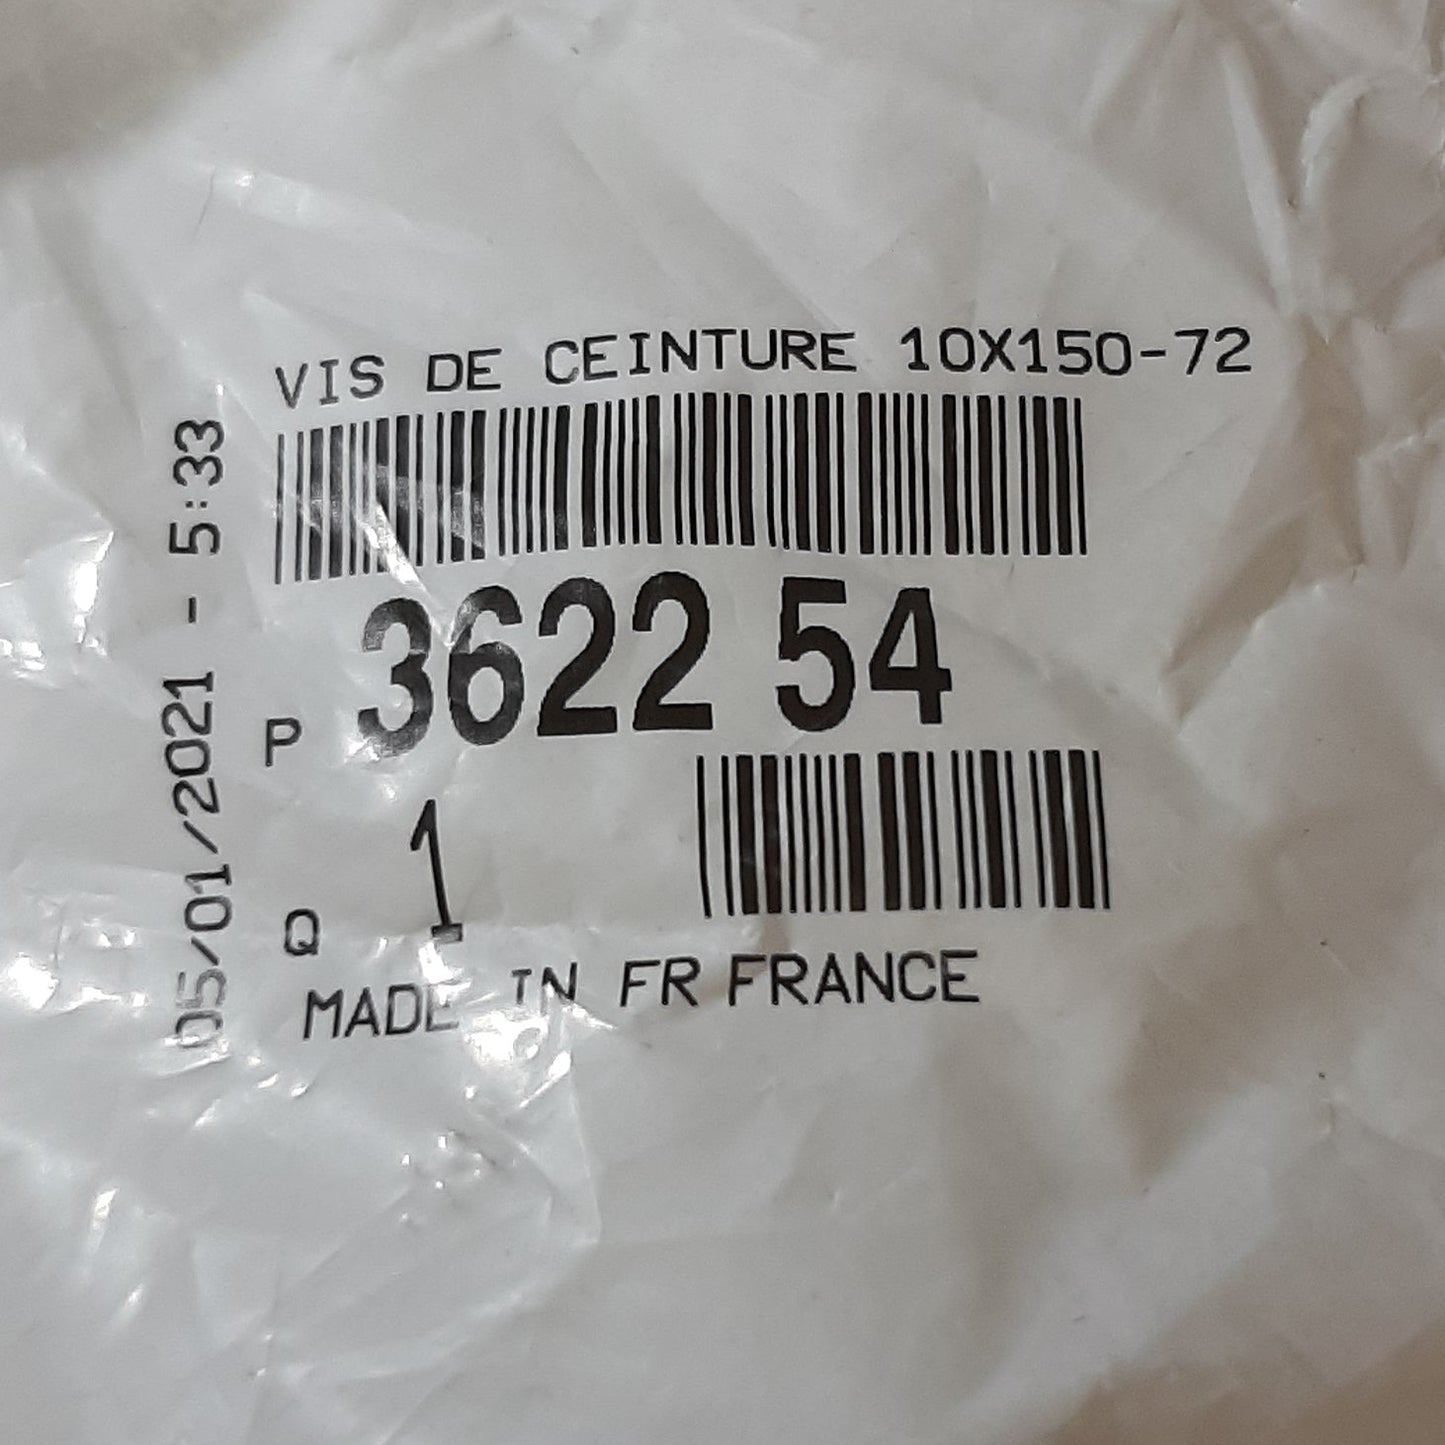 VIS DE CEINTURE 10X150-72
P 3622 54
Q 1
MADE IN FR FRANCE
05/01/2021 - 5:33